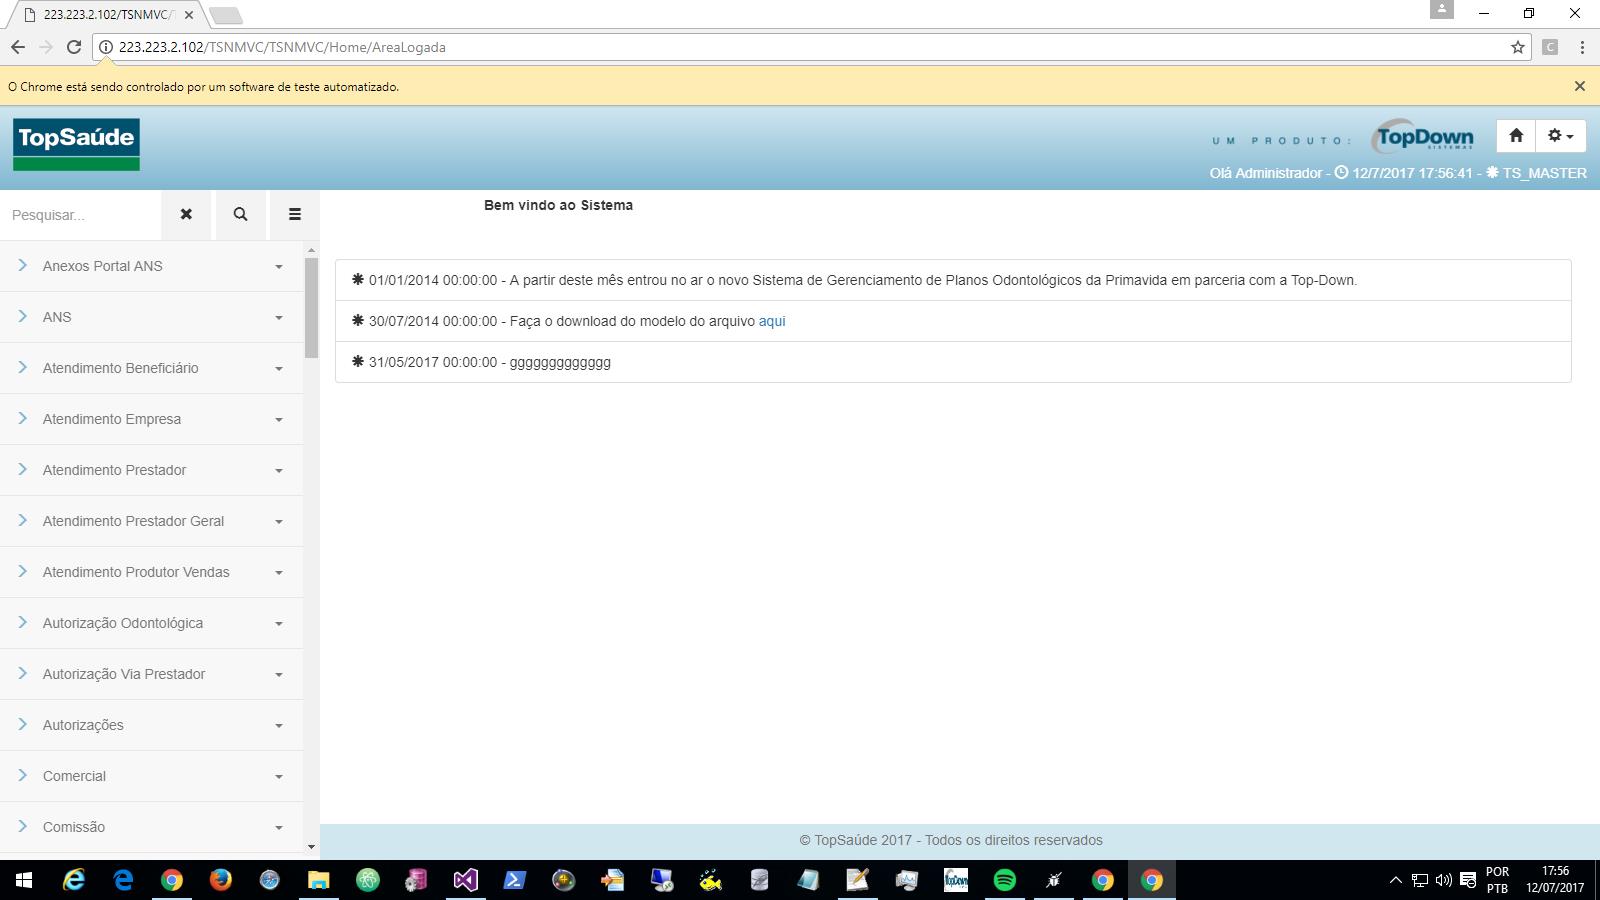 223.223.2.102/TSNMVC/T
223.223.2.102/TSNMVC/TSNMVC/Home/AreaLogada
C
O Chrome está sendo controlado por um software de teste automatizado.
TopSaúde
UM PRODUTO:
TopDown
SISTEMAS
Olá Administrador - 12/7/2017 17:56:41 - TS_MASTER
Pesquisar...
Bem vindo ao Sistema
01/01/2014 00:00:00 - A partir deste mês entrou no ar o novo Sistema de Gerenciamento de Planos Odontológicos da Primavida em parceria com a Top-Down.
30/07/2014 00:00:00 - Faça o download do modelo do arquivo aqui
31/05/2017 00:00:00 - ggggggggggggg
Anexos Portal ANS
ANS
Atendimento Beneficiário
Atendimento Empresa
Atendimento Prestador
Atendimento Prestador Geral
Atendimento Produtor Vendas
Autorização Odontológica
Autorização Via Prestador
Autorizações
Comercial
Comissão
© TopSaúde 2017 - Todos os direitos reservados
TopDown
POR
PTB
17:56
12/07/2017